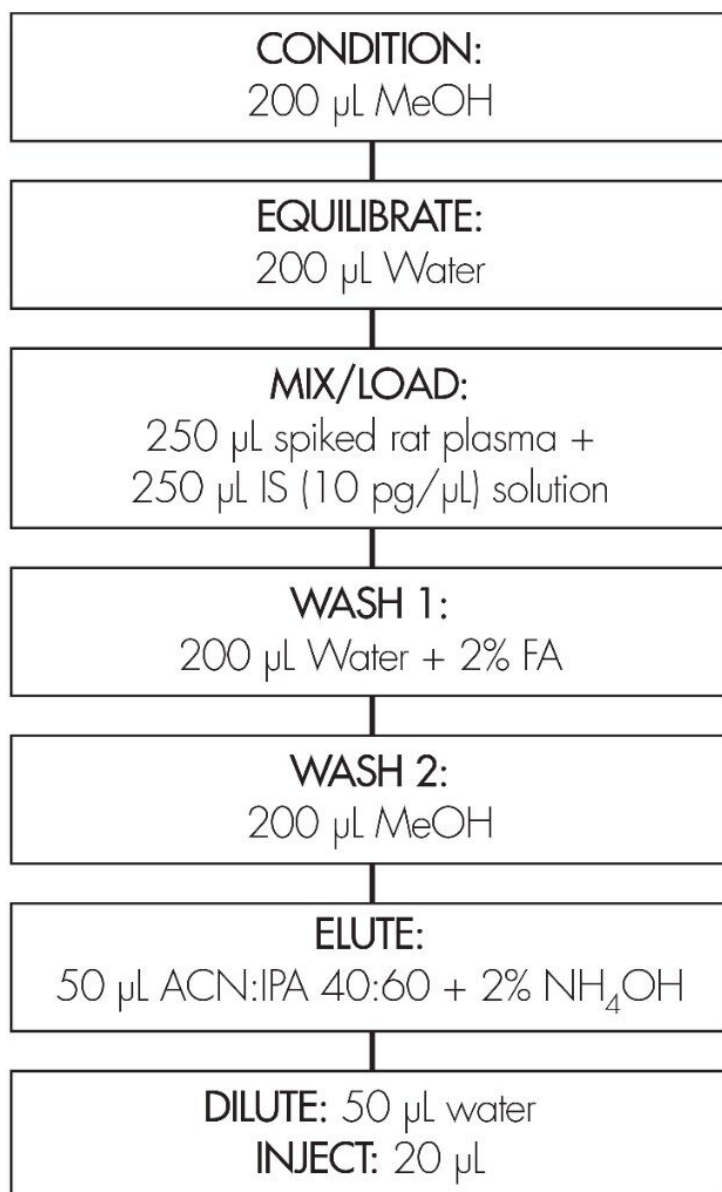 CONDITION:
200 µL MeOH
EQUILIBRATE:
200 µL Water
MIX/LOAD:
250 µL spiked rat plasma +
250 µL IS (10 pg/µL) solution
WASH 1:
200 µL Water + 2% FA
WASH 2:
200 µL MeOH
ELUTE:
50 µL ACN:IPA 40:60 + 2% NH₄OH
DILUTE: 50 µL water
INJECT: 20 µL